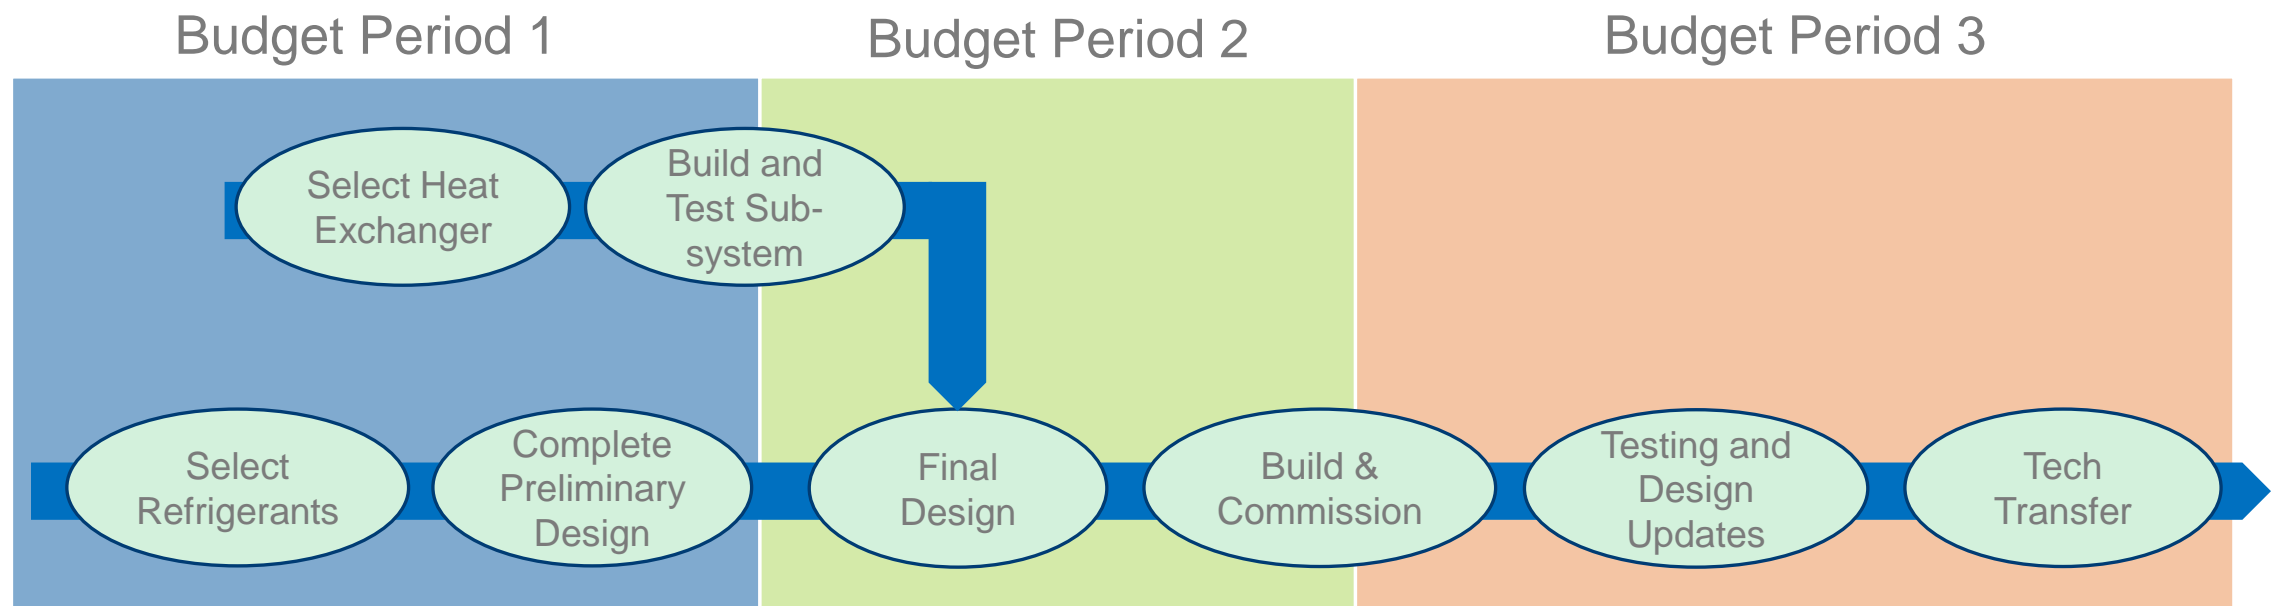 Budget Period 1
Budget Period 2
Budget Period 3
Select Heat
Exchanger
Build and
Test Sub-
system
Select
Refrigerants
Complete
Preliminary
Design
Final
Design
Build &
Commission
Testing and
Design
Updates
Tech
Transfer